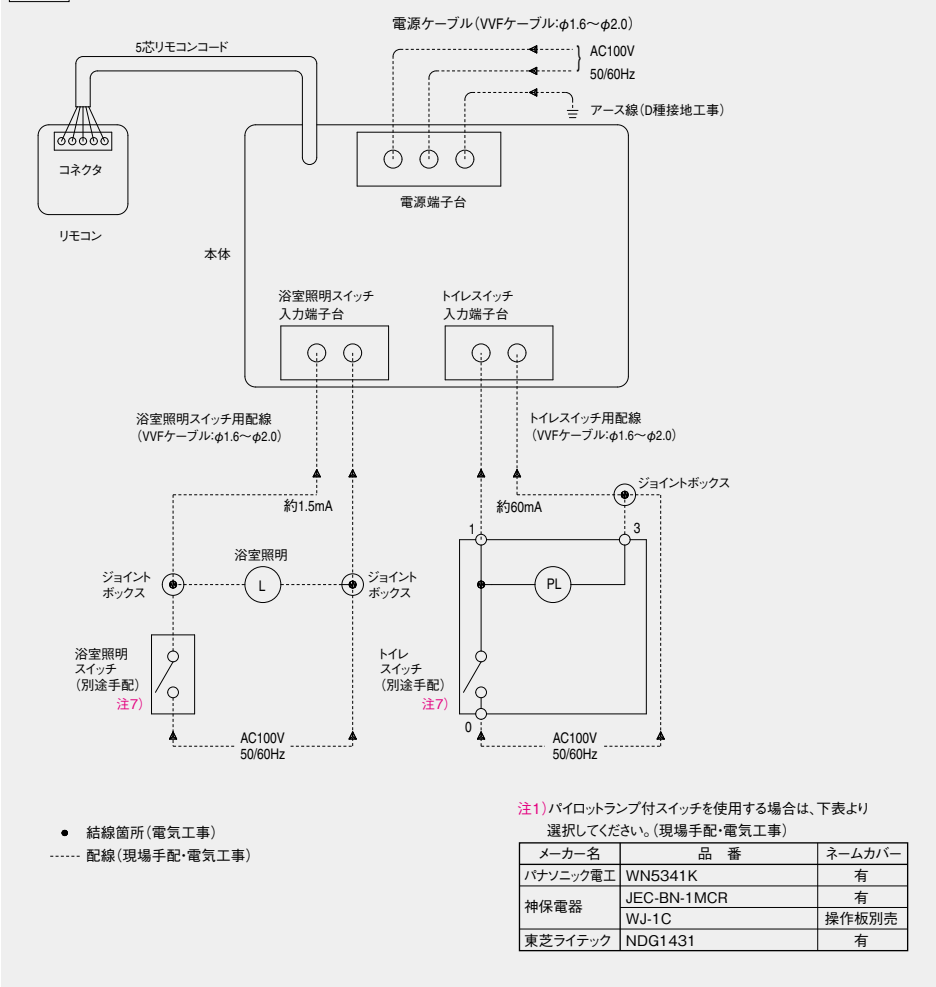 電源ケーブル(VVFケーブル:φ1.6〜φ2.0)
5芯リモコンコード
AC100V
50/60Hz
アース線(D種接地工事)
コネクタ
リモコン
電源端子台
本体
浴室照明スイッチ
入力端子台
トイレスイッチ
入力端子台
浴室照明スイッチ用配線
(VVFケーブル:φ1.6〜φ2.0)
トイレスイッチ用配線
(VVFケーブル:φ1.6〜φ2.0)
約1.5mA
約60mA
ジョイントボックス
1
3
浴室照明
ジョイント
ボックス
L
ジョイント
ボックス
PL
浴室照明
スイッチ
(別途手配)
注7)
トイレ
スイッチ
(別途手配)
注7)
0
AC100V
50/60Hz
AC100V
50/60Hz
● 結線箇所(電気工事)
------ 配線(現場手配・電気工事)
注1)パイロットランプ付スイッチを使用する場合は、下表より
選択してください。(現場手配・電気工事)
メーカー名 品 番 ネームカバー
パナソニック電工 WN5341K 有
神保電器 JEC-BN-1MCR 有
WJ-1C 操作板別売
東芝ライテック NDG1431 有